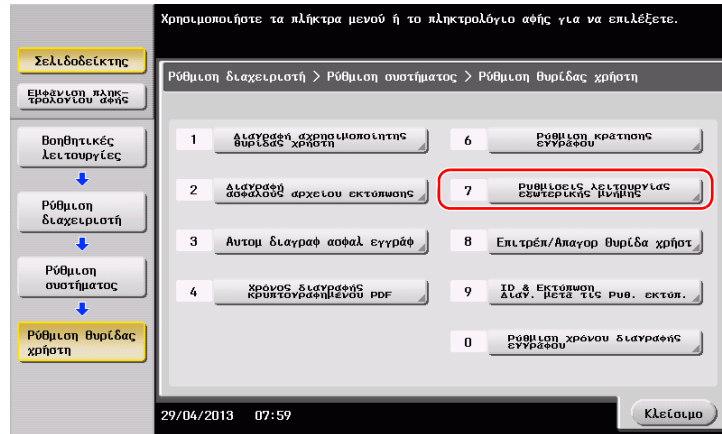 Χρησιμοποιήστε τα πλήκτρα μενού ή το πληκτρολόγιο αφής για να επιλέξετε.
Σελιδοδείκτης
Εμφάνιση πληκ-
τρολογίου αφής
Βοηθητικές
λειτουργίες
Ρύθμιση
διαχειριστή
Ρύθμιση
συστήματος
Ρύθμιση θυρίδας
χρήστη
Ρύθμιση διαχειριστή > Ρύθμιση συστήματος > Ρύθμιση θυρίδας χρήστη
1 Διαγραφή αχρησιμοποίητης
θυρίδας χρήστη
2 Διαγραφή
ασφαλούς αρχείου εκτύπωσης
3 Αυτομ διαγραφ ασφαλ εγγράφ
4 Χρόνος διαγραφής
κρυπτογραφημένου PDF
6 Ρύθμιση κράτησης
εγγράφου
7 Ρυθμίσεις λειτουργίας
εξωτερικής μνήμης
8 Επιτρέπ/Απαγορ θυρίδα χρήστ
9 ID & Εκτύπωση
Διαγ. μετά τις ρυθ. εκτύπ.
0 Ρύθμιση χρόνου διαγραφής
εγγράφου
29/04/2013 07:59
Κλείσιμο